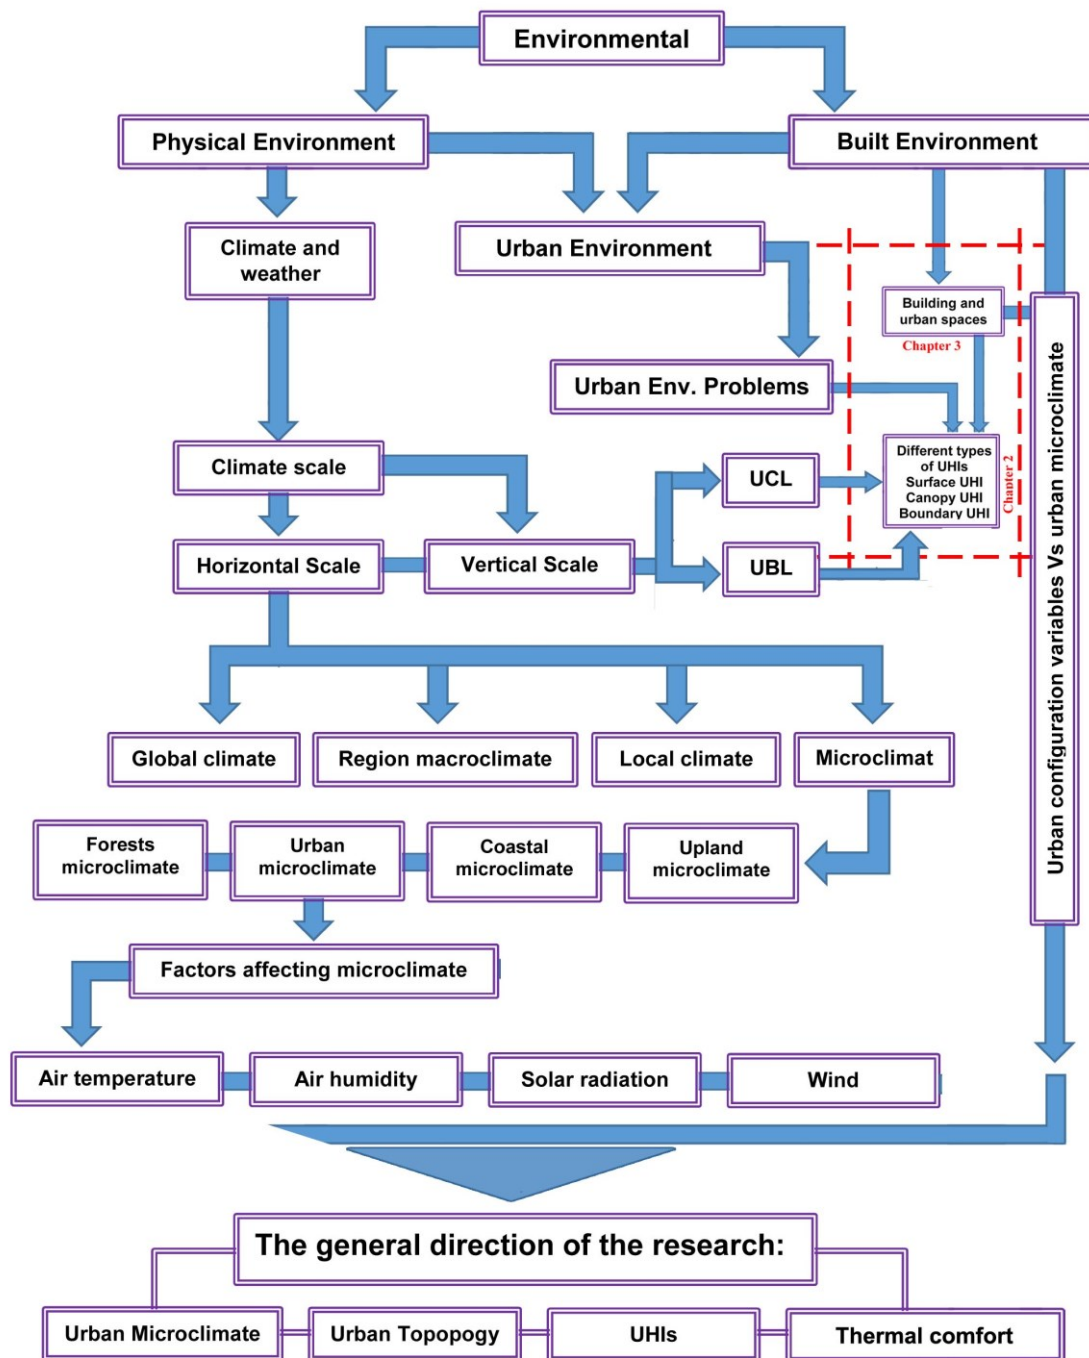 Environmental
Physical Environment
Built Environment
Climate and
weather
Urban Environment
Building and
urban spaces
Chapter 3
Urban Env. Problems
Urban configuration variables Vs urban microclimate
Climate scale
UCL
Different types
of UHIs
Surface UHI
Canopy UHI
Boundary UHI
Chapter 2
Horizontal Scale
Vertical Scale
UBL
Global climate
Region macroclimate
Local climate
Microclimat
Forests
microclimate
Urban
microclimate
Coastal
microclimate
Upland
microclimate
Factors affecting microclimate
Air temperature
Air humidity
Solar radiation
Wind
The general direction of the research:
Urban Microclimate
Urban Topopogy
UHIs
Thermal comfort